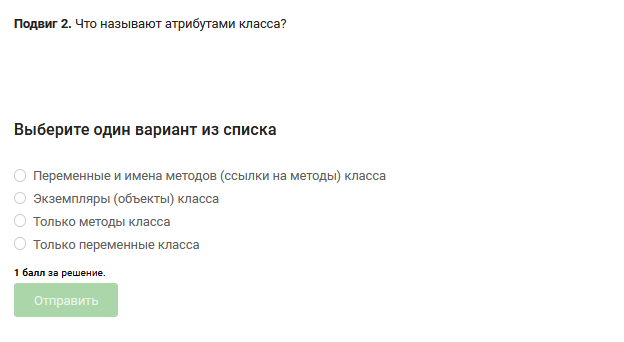 Подвиг 2. Что называют атрибутами класса?
Выберите один вариант из списка
Переменные и имена методов (ссылки на методы) класса
Экземпляры (объекты) класса
Только методы класса
Только переменные класса
1 балл за решение.
Отправить